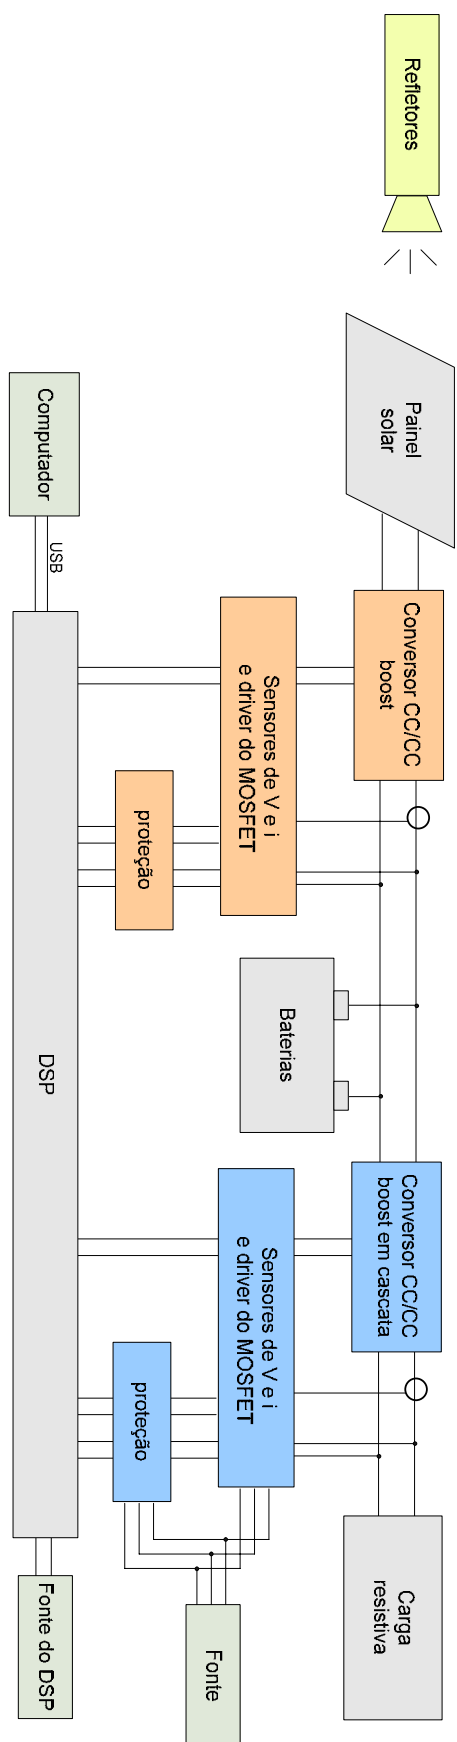 Refletores
Painel
solar
Conversor CC/CC
boost
Sensores de V e i
e driver do MOSFET
proteção
Computador
USB
DSP
Baterias
Conversor CC/CC
boost em cascata
Sensores de V e i
e driver do MOSFET
proteção
Carga
resistiva
Fonte
Fonte do DSP